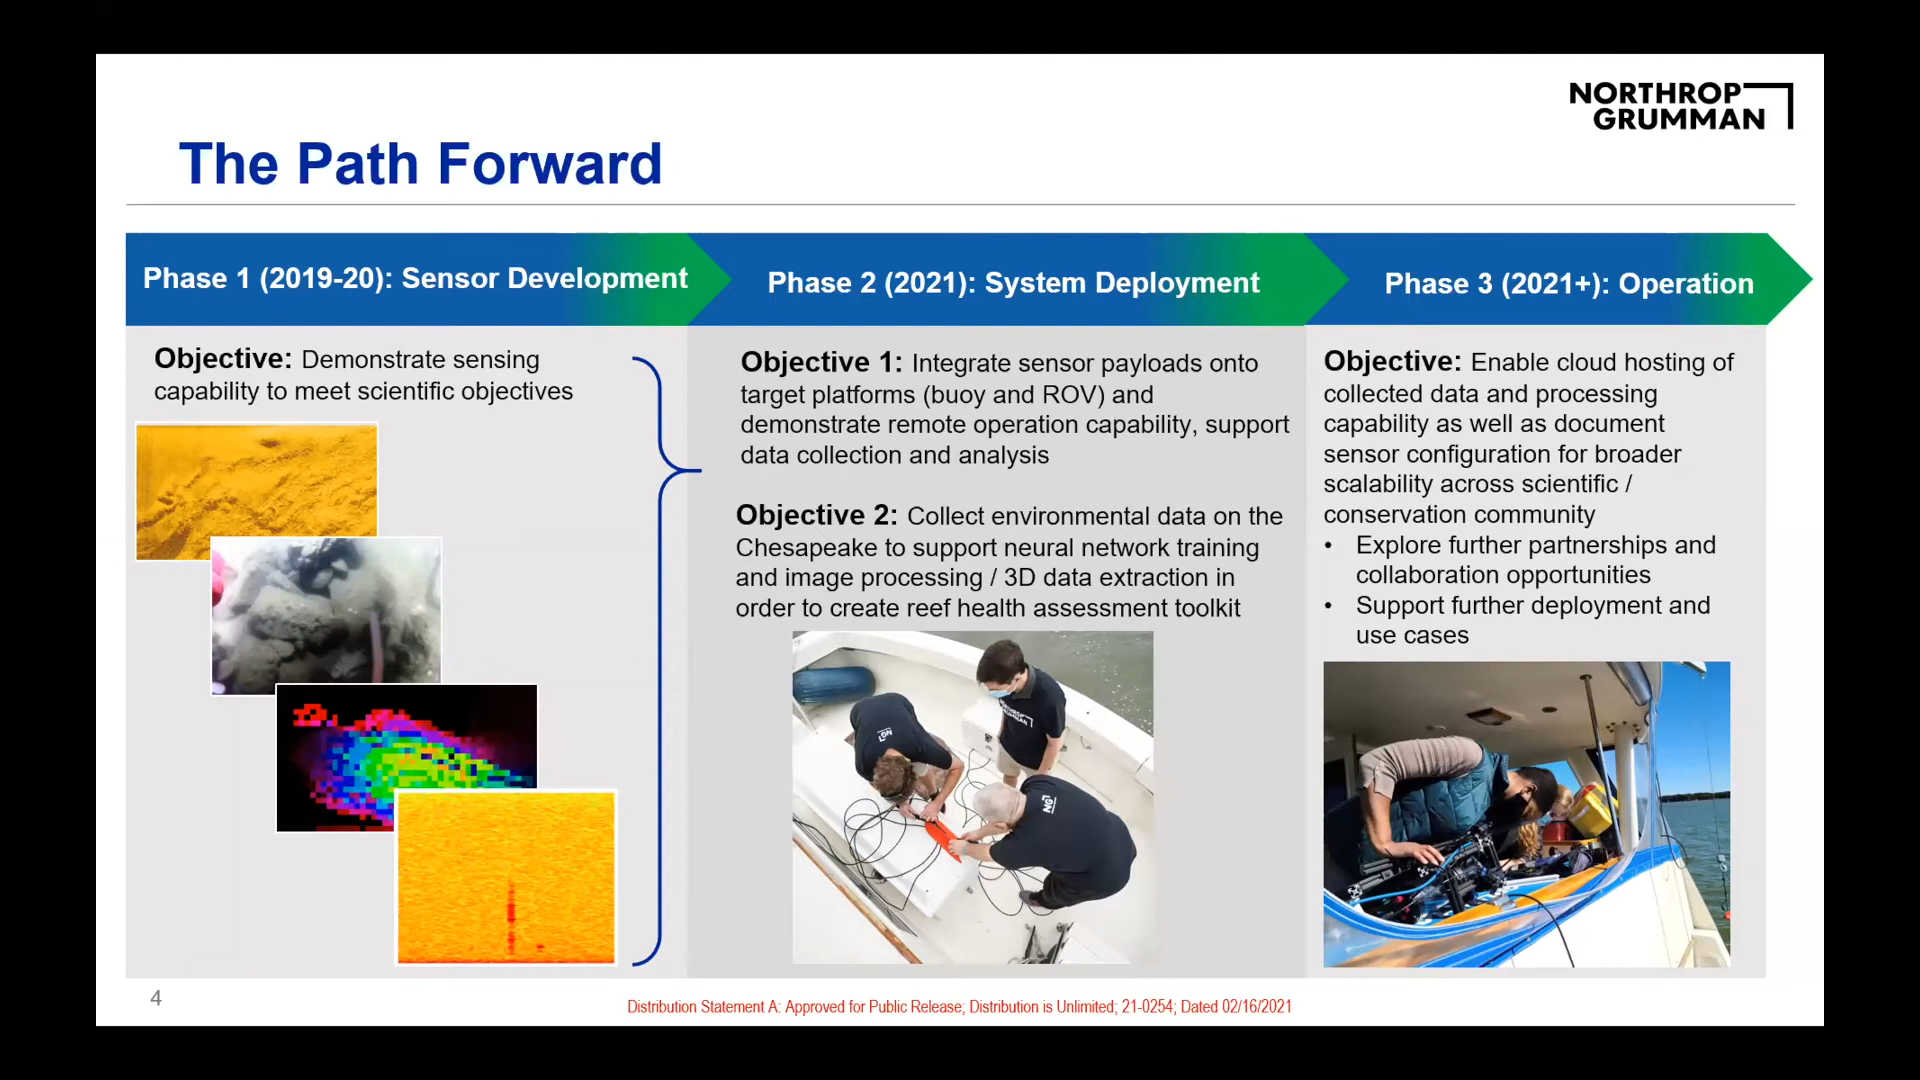 NORTHROP
GRUMMAN
The Path Forward
Phase 1 (2019-20): Sensor Development
Phase 2 (2021): System Deployment
Phase 3 (2021+): Operation
Objective: Demonstrate sensing
capability to meet scientific objectives
Objective 1: Integrate sensor payloads onto
target platforms (buoy and ROV) and
demonstrate remote operation capability, support
data collection and analysis
Objective 2: Collect environmental data on the
Chesapeake to support neural network training
and image processing / 3D data extraction in
order to create reef health assessment toolkit
NG
NORTHROP
GRUMMAN
NG
Objective: Enable cloud hosting of
collected data and processing
capability as well as document
sensor configuration for broader
scalability across scientific /
conservation community
• Explore further partnerships and
collaboration opportunities
• Support further deployment and
use cases
4
Distribution Statement A: Approved for Public Release; Distribution is Unlimited; 21-0254; Dated 02/16/2021